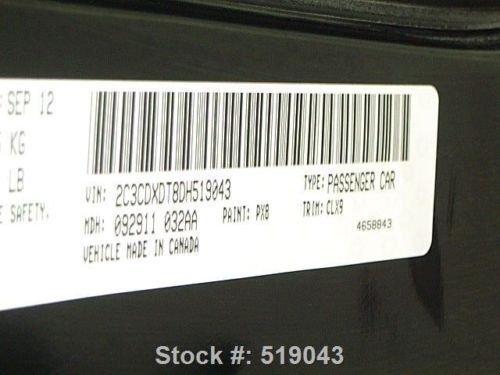 SEP 12
KG
LB
SAFETY.
VIN: 2C3CDXDT8DH519043
TYPE: PASSENGER CAR
MDH: 092911 032AA
PAINT: PX8
TRIM: CLX9
VEHICLE MADE IN CANADA
4658843
Stock #: 519043